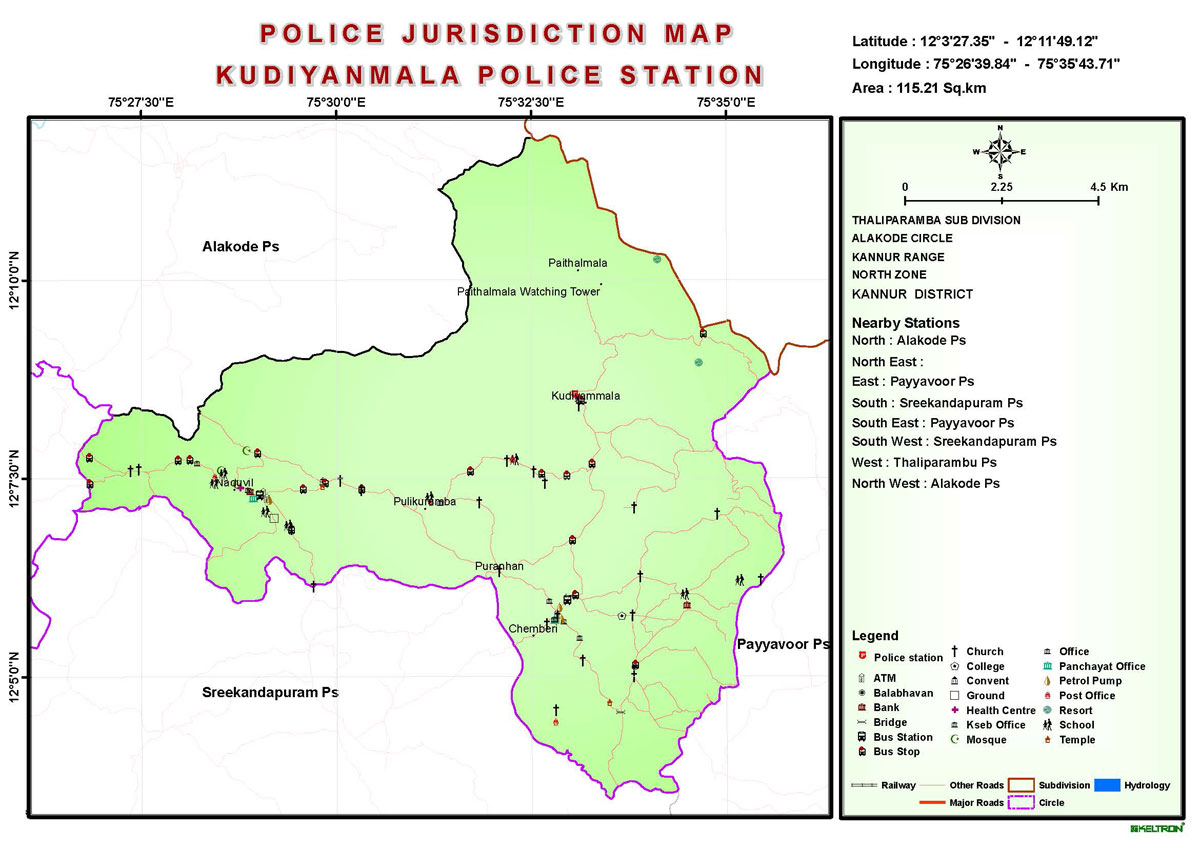 POLICE JURISDICTION MAP
KUDIYANMALA POLICE STATION
Latitude : 12°3'27.35" - 12°11'49.12"
Longitude : 75°26'39.84" - 75°35'43.71"
Area : 115.21 Sq.km
75°27'30"E
75°30'0"E
75°32'30"E
75°35'0"E
12°10'0"N
12°7'30"N
12°5'0"N
Alakode Ps
Paithalmala
Paithalmala Watching Tower
Kudiyammala
Naduvil
Pulikurumba
Puranhan
Chemberi
Payyavoor Ps
Sreekandapuram Ps
N
W
E
S
0
2.25
4.5 Km
THALIPARAMBA SUB DIVISION
ALAKODE CIRCLE
KANNUR RANGE
NORTH ZONE
KANNUR DISTRICT
Nearby Stations
North : Alakode Ps
North East :
East : Payyavoor Ps
South : Sreekandapuram Ps
South East : Payyavoor Ps
South West : Sreekandapuram Ps
West : Thaliparambu Ps
North West : Alakode Ps
Legend
Police station
ATM
Balabhavan
Bank
Bridge
Bus Station
Bus Stop
Church
College
Convent
Ground
Health Centre
Kseb Office
Mosque
Office
Panchayat Office
Petrol Pump
Post Office
Resort
School
Temple
Railway
Other Roads
Subdivision
Hydrology
Major Roads
Circle
KELTRON